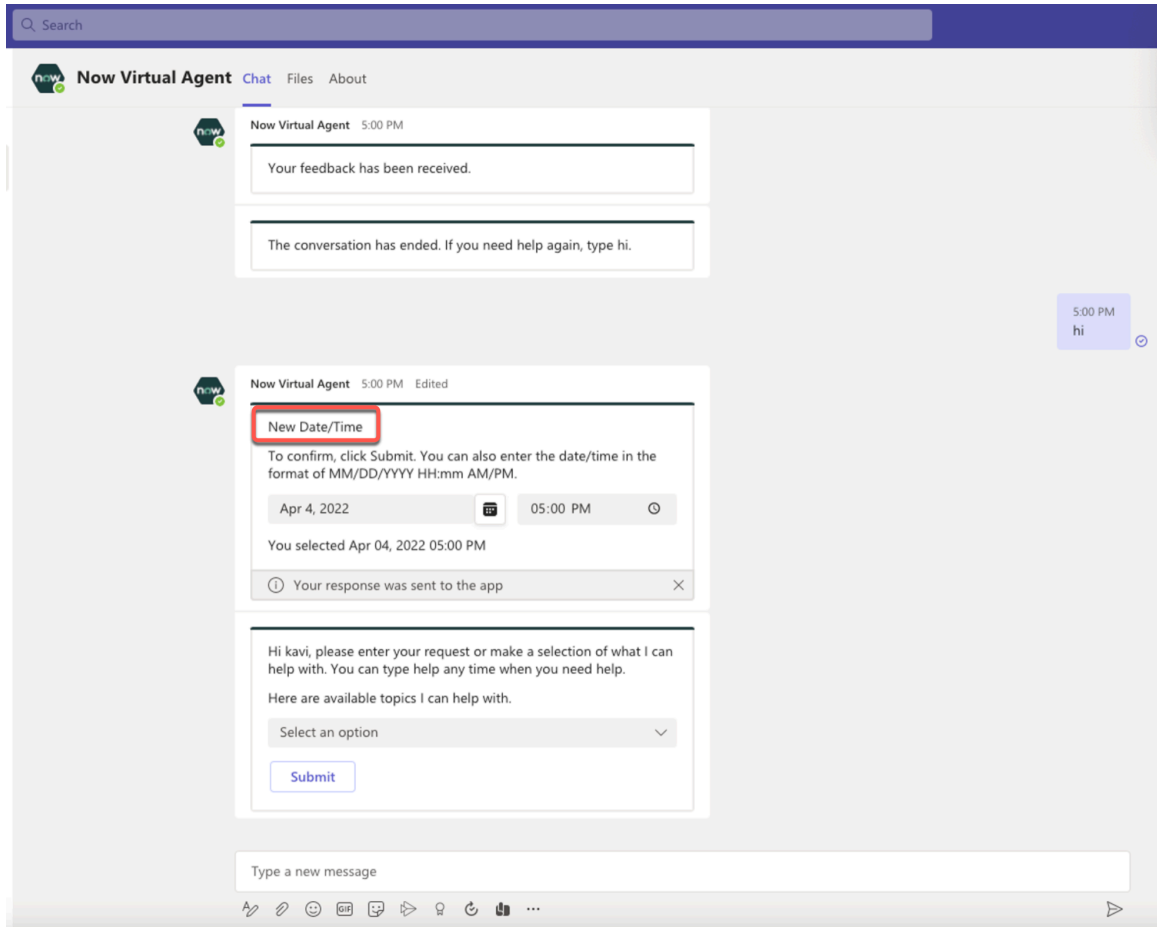 Search
now
Now Virtual Agent Chat Files About
now
Now Virtual Agent 5:00 PM
Your feedback has been received.
The conversation has ended. If you need help again, type hi.
5:00 PM
hi
now
Now Virtual Agent 5:00 PM Edited
New Date/Time
To confirm, click Submit. You can also enter the date/time in the
format of MM/DD/YYYY HH:mm AM/PM.
Apr 4, 2022 05:00 PM
You selected Apr 04, 2022 05:00 PM
Your response was sent to the app
Hi kavi, please enter your request or make a selection of what I can
help with. You can type help any time when you need help.
Here are available topics I can help with.
Select an option
Submit
Type a new message
GIF